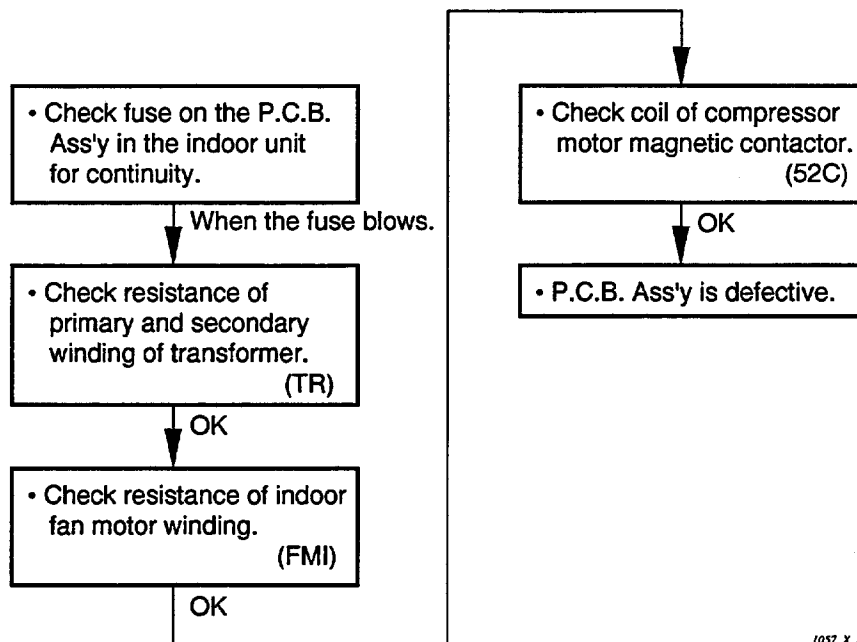 • Check fuse on the P.C.B.
Ass'y in the indoor unit
for continuity.
When the fuse blows.
• Check resistance of
primary and secondary
winding of transformer.
(TR)
OK
• Check resistance of indoor
fan motor winding.
(FMI)
OK
• Check coil of compressor
motor magnetic contactor.
(52C)
OK
• P.C.B. Ass'y is defective.